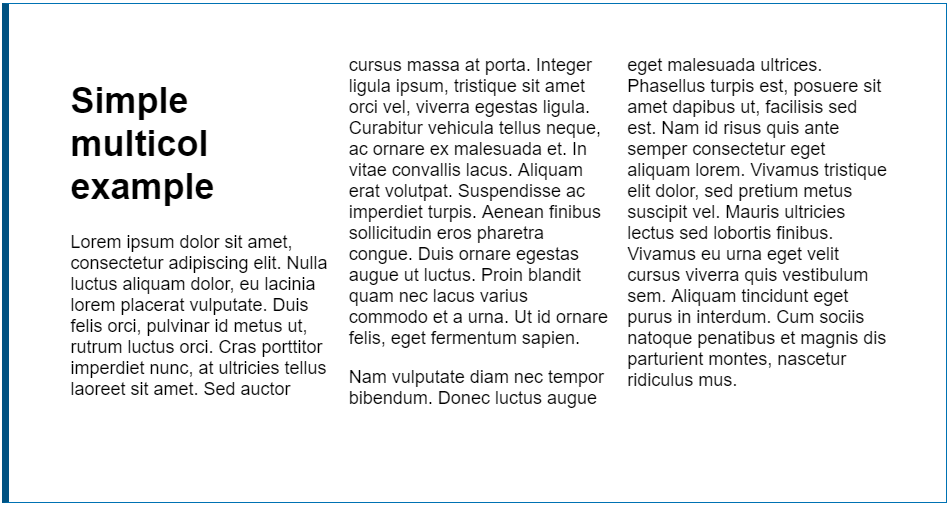 Simple
multicol
example
Lorem ipsum dolor sit amet,
consectetur adipiscing elit. Nulla
luctus aliquam dolor, eu lacinia
lorem placerat vulputate. Duis
felis orci, pulvinar id metus ut,
rutrum luctus orci. Cras porttitor
imperdiet nunc, at ultricies tellus
laoreet sit amet. Sed auctor
cursus massa at porta. Integer
ligula ipsum, tristique sit amet
orci vel, viverra egestas ligula.
Curabitur vehicula tellus neque,
ac ornare ex malesuada et. In
vitae convallis lacus. Aliquam
erat volutpat. Suspendisse ac
imperdiet turpis. Aenean finibus
sollicitudin eros pharetra
congue. Duis ornare egestas
augue ut luctus. Proin blandit
quam nec lacus varius
commodo et a urna. Ut id ornare
felis, eget fermentum sapien.
Nam vulputate diam nec tempor
bibendum. Donec luctus augue
eget malesuada ultrices.
Phasellus turpis est, posuere sit
amet dapibus ut, facilisis sed
est. Nam id risus quis ante
semper consectetur eget
aliquam lorem. Vivamus tristique
elit dolor, sed pretium metus
suscipit vel. Mauris ultricies
lectus sed lobortis finibus.
Vivamus eu urna eget velit
cursus viverra quis vestibulum
sem. Aliquam tincidunt eget
purus in interdum. Cum sociis
natoque penatibus et magnis dis
parturient montes, nascetur
ridiculus mus.